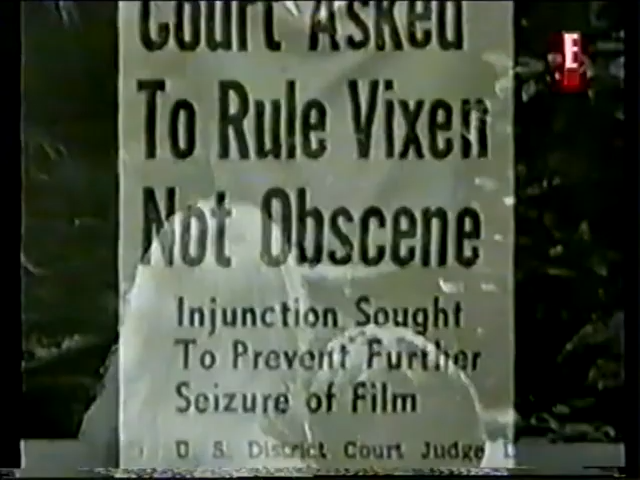 Court Asked
To Rule Vixen
Not Obscene
Injunction Sought
To Prevent Further
Seizure of Film
U. S. District Court Judge
E